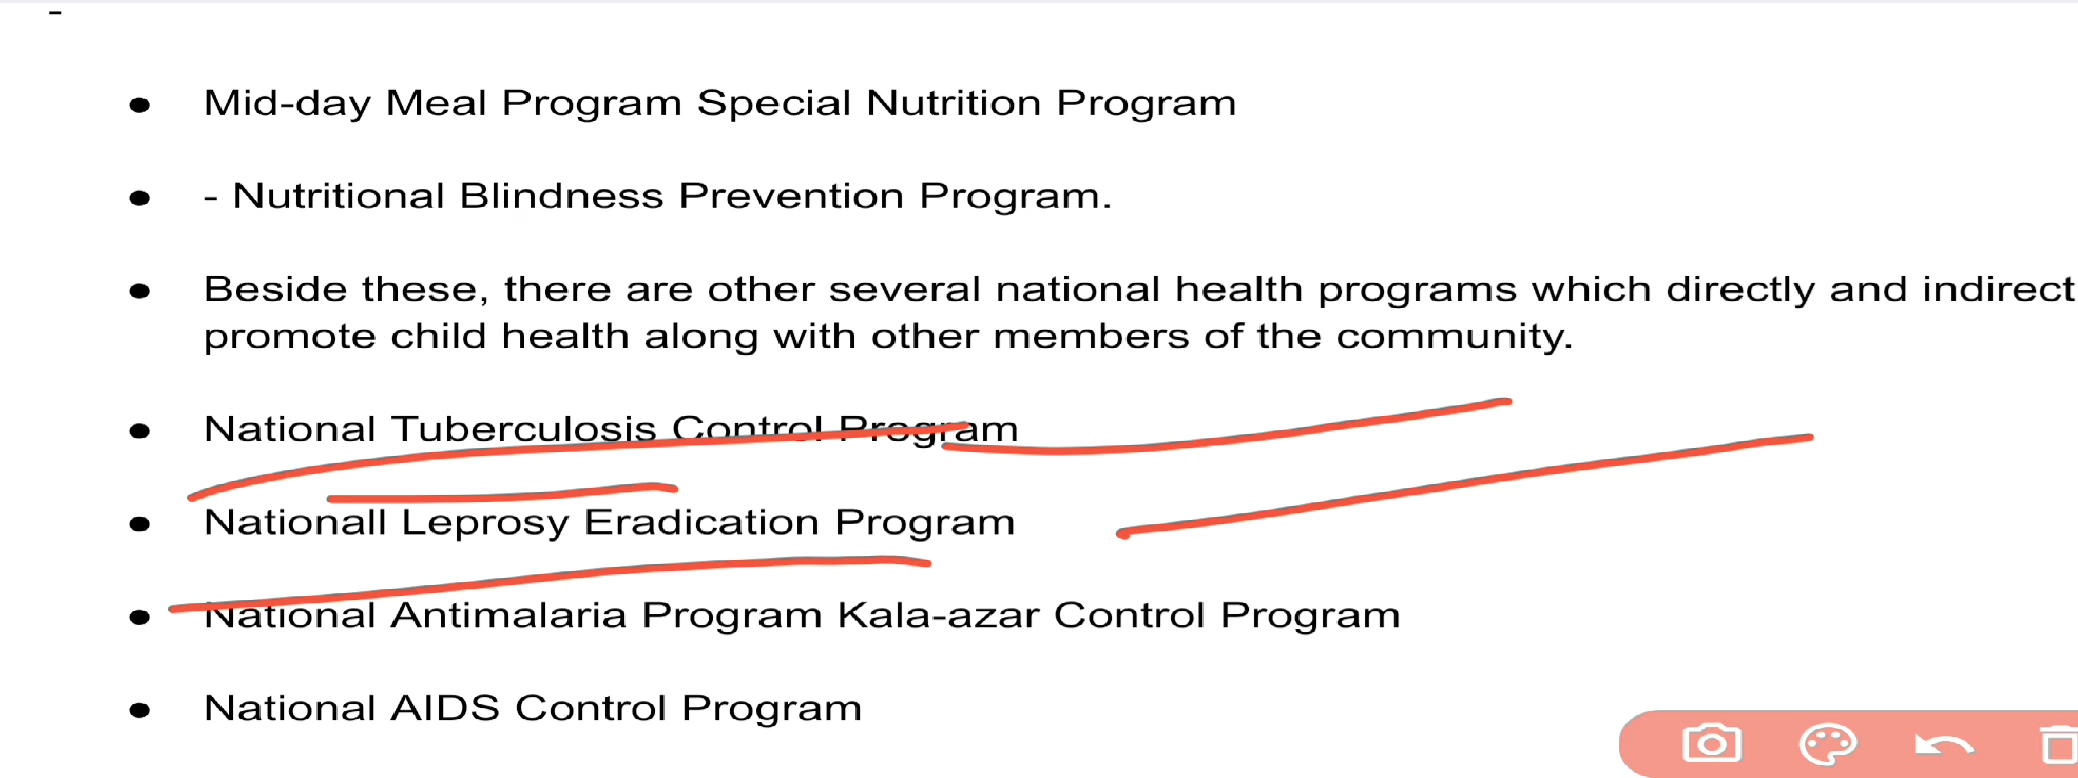 -
● Mid-day Meal Program Special Nutrition Program
● - Nutritional Blindness Prevention Program.
● Beside these, there are other several national health programs which directly and indirect
promote child health along with other members of the community.
● National Tuberculosis Control Program
● Nationall Leprosy Eradication Program
● National Antimalaria Program Kala-azar Control Program
● National AIDS Control Program